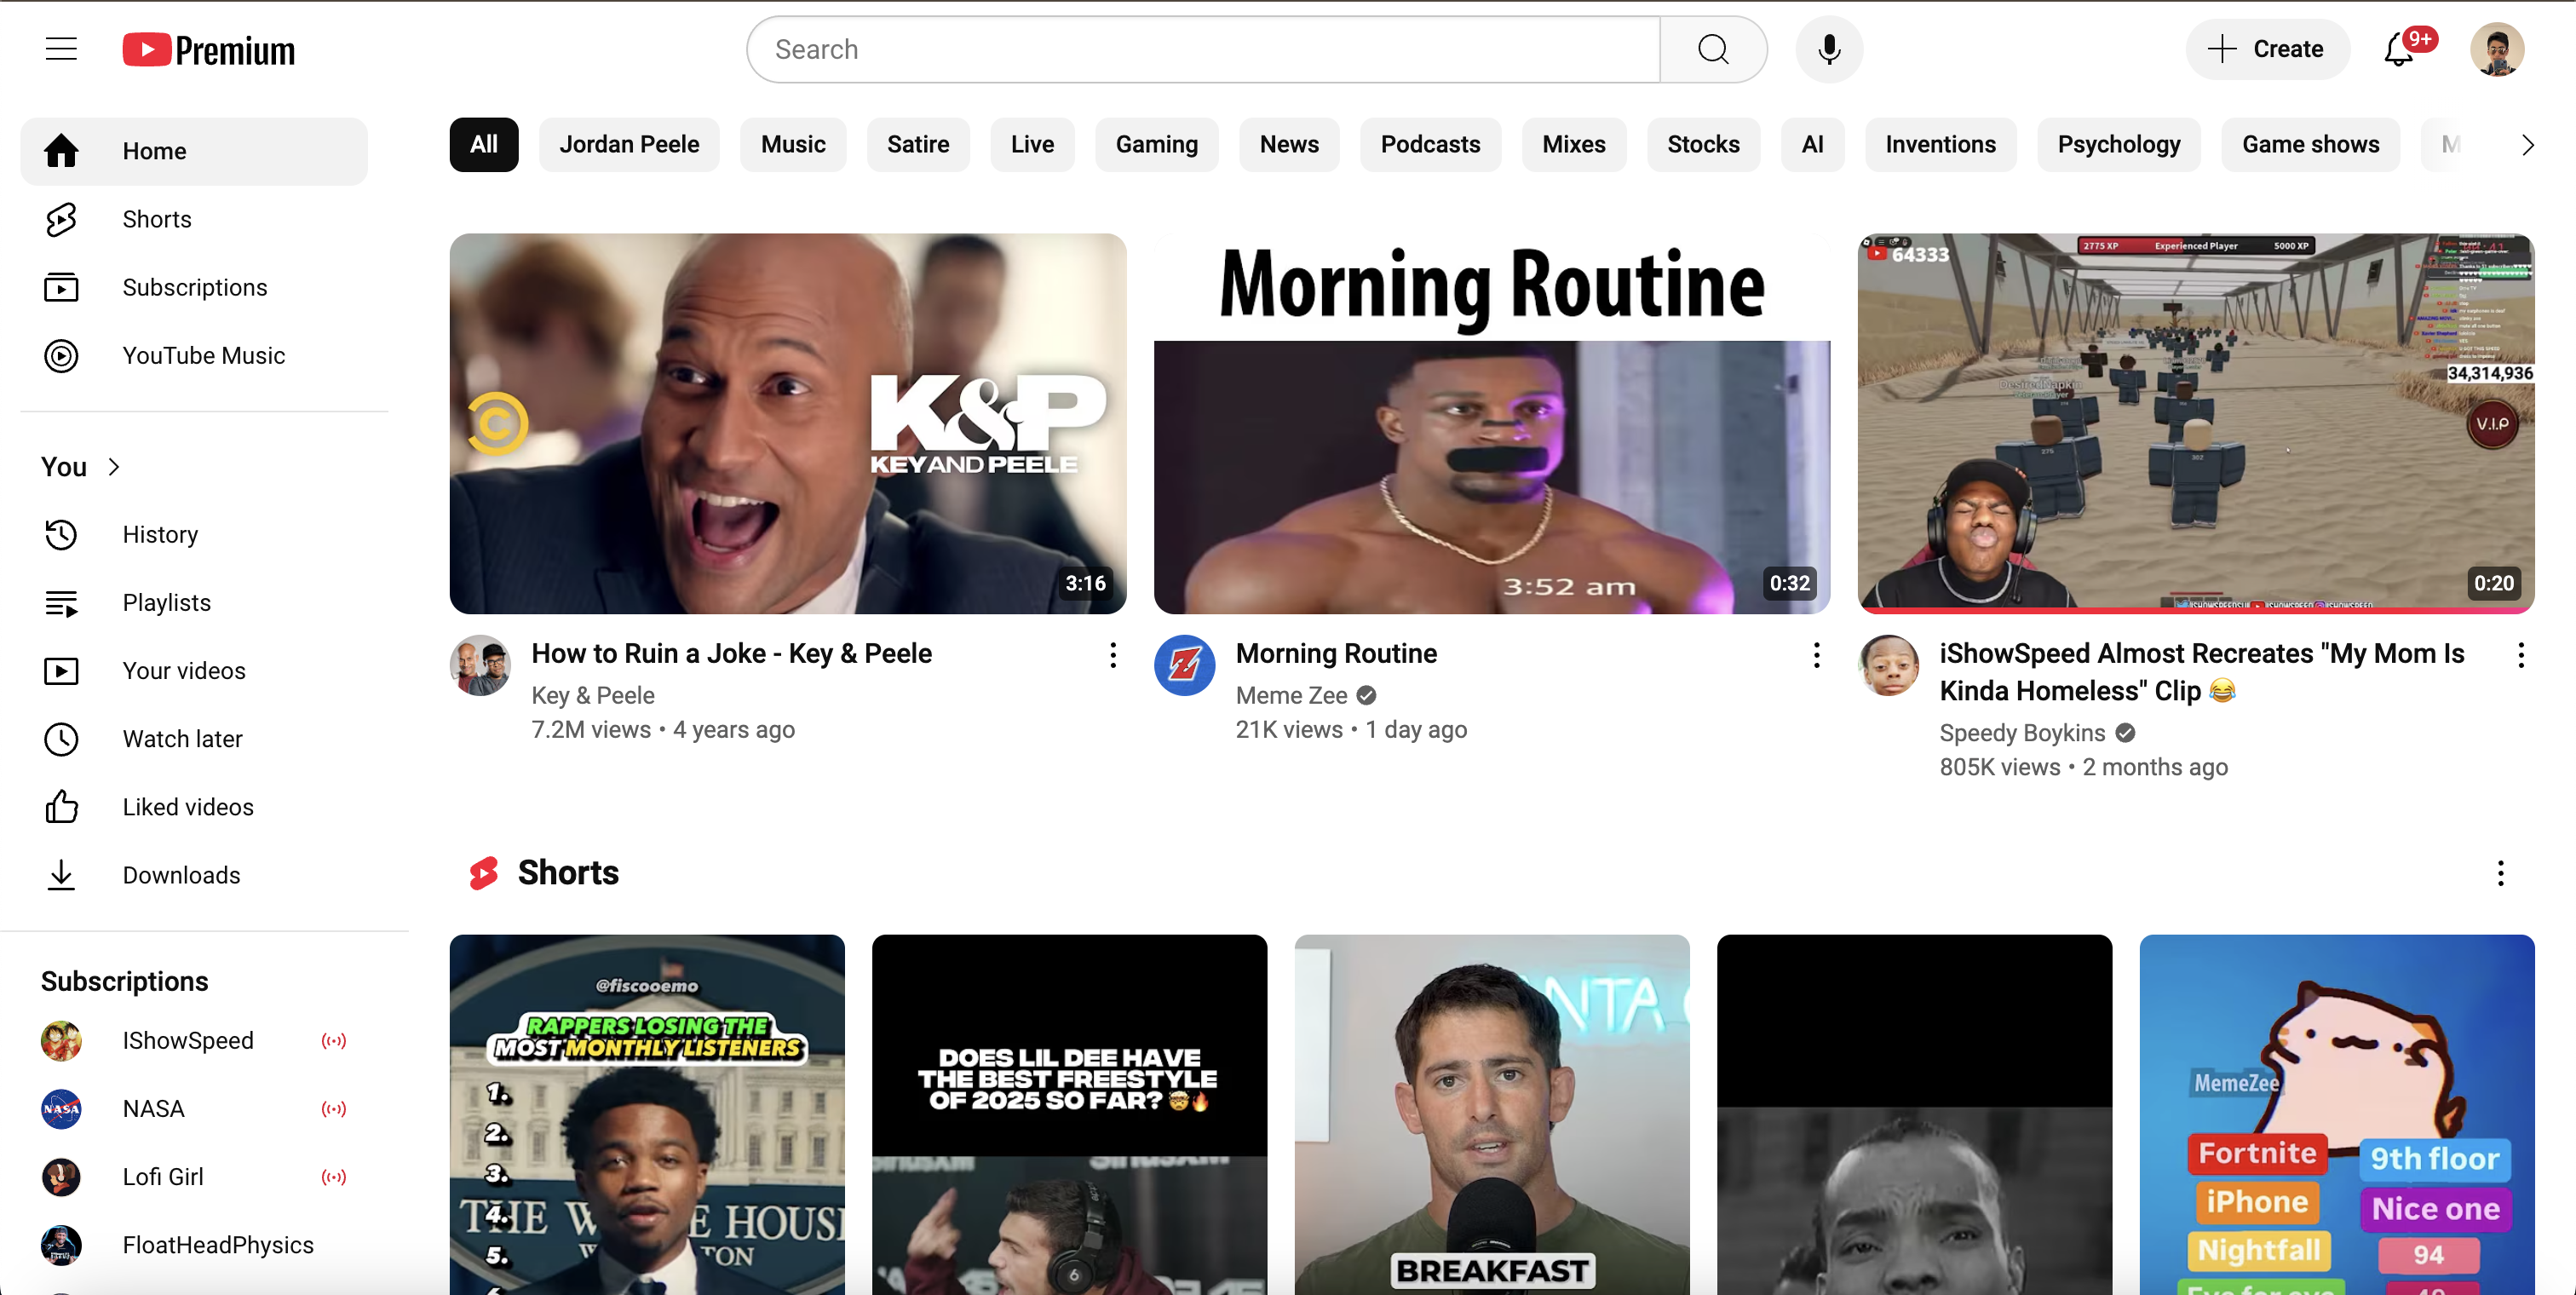 Premium
Search
Create
9+
Home
Shorts
Subscriptions
YouTube Music
You
History
Playlists
Your videos
Watch later
Liked videos
Downloads
Subscriptions
IShowSpeed
NASA
NASA
Lofi Girl
FloatHeadPhysics
All
Jordan Peele
Music
Satire
Live
Gaming
News
Podcasts
Mixes
Stocks
AI
Inventions
Psychology
Game shows
K&P
KEY AND PEELE
3:16
How to Ruin a Joke - Key & Peele
Key & Peele
7.2M views • 4 years ago
Morning Routine
3:52 am
0:32
Morning Routine
Meme Zee
21K views • 1 day ago
2775 XP Experienced Player 5000 XP
64333
34,314,936
V.I.P
DesiredNapkin
275
302
0:20
iShowSpeed Almost Recreates "My Mom Is
Kinda Homeless" Clip 😂
Speedy Boykins
805K views • 2 months ago
Shorts
@fiscooemo
RAPPERS LOSING THE
MOST MONTHLY LISTENERS
1.
2.
3.
4.
5.
THE W E HOUS
W TON
DOES LIL DEE HAVE
THE BEST FREESTYLE
OF 2025 SO FAR? 🤯🔥
NTA
BREAKFAST
MemeZee
Fortnite
9th floor
iPhone
Nice one
Nightfall
94